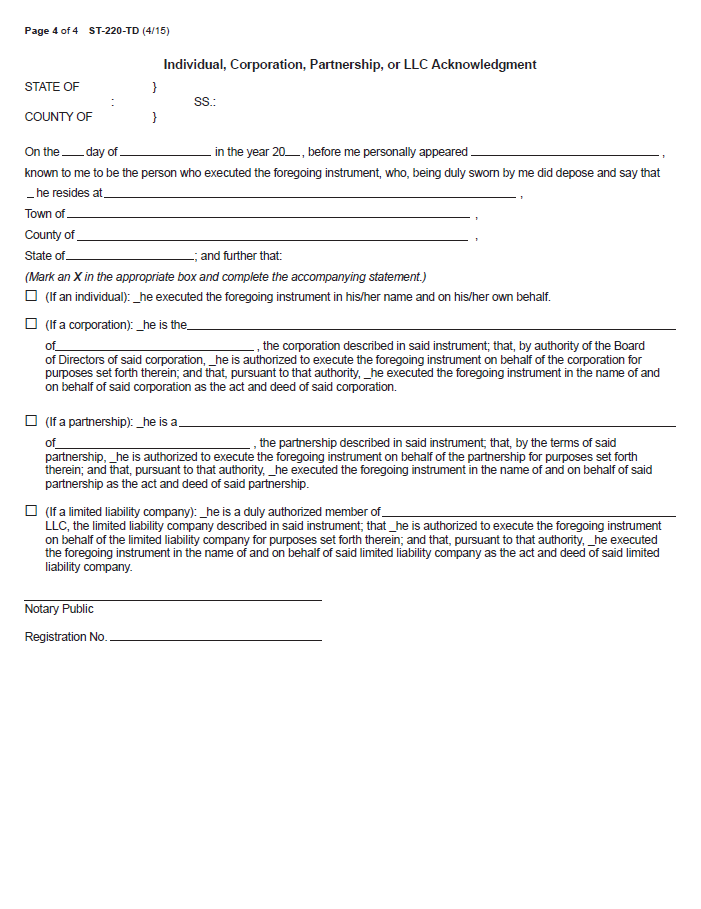 Page 4 of 4 ST-220-TD (4/15)
Individual, Corporation, Partnership, or LLC Acknowledgment
STATE OF }
: SS.:
COUNTY OF }
On the ____ day of ______________ in the year 20___, before me personally appeared ______________________________ ,
known to me to be the person who executed the foregoing instrument, who, being duly sworn by me did depose and say that
_ he resides at ______________________________ ,
Town of ______________________________ ,
County of ______________________________ ,
State of ____________________; and further that:
(Mark an X in the appropriate box and complete the accompanying statement.)
☐ (If an individual): _he executed the foregoing instrument in his/her name and on his/her own behalf.
☐ (If a corporation): _he is the______________________________
of______________________________ , the corporation described in said instrument; that, by authority of the Board
of Directors of said corporation, _he is authorized to execute the foregoing instrument on behalf of the corporation for
purposes set forth therein; and that, pursuant to that authority, _he executed the foregoing instrument in the name of and
on behalf of said corporation as the act and deed of said corporation.
☐ (If a partnership): _he is a ______________________________
of______________________________ , the partnership described in said instrument; that, by the terms of said
partnership, _he is authorized to execute the foregoing instrument on behalf of the partnership for purposes set forth
therein; and that, pursuant to that authority, _he executed the foregoing instrument in the name of and on behalf of said
partnership as the act and deed of said partnership.
☐ (If a limited liability company): _he is a duly authorized member of ______________________________
LLC, the limited liability company described in said instrument; that _he is authorized to execute the foregoing instrument
on behalf of the limited liability company for purposes set forth therein; and that, pursuant to that authority, _he executed
the foregoing instrument in the name of and on behalf of said limited liability company as the act and deed of said limited
liability company.
Notary Public
Registration No. ______________________________